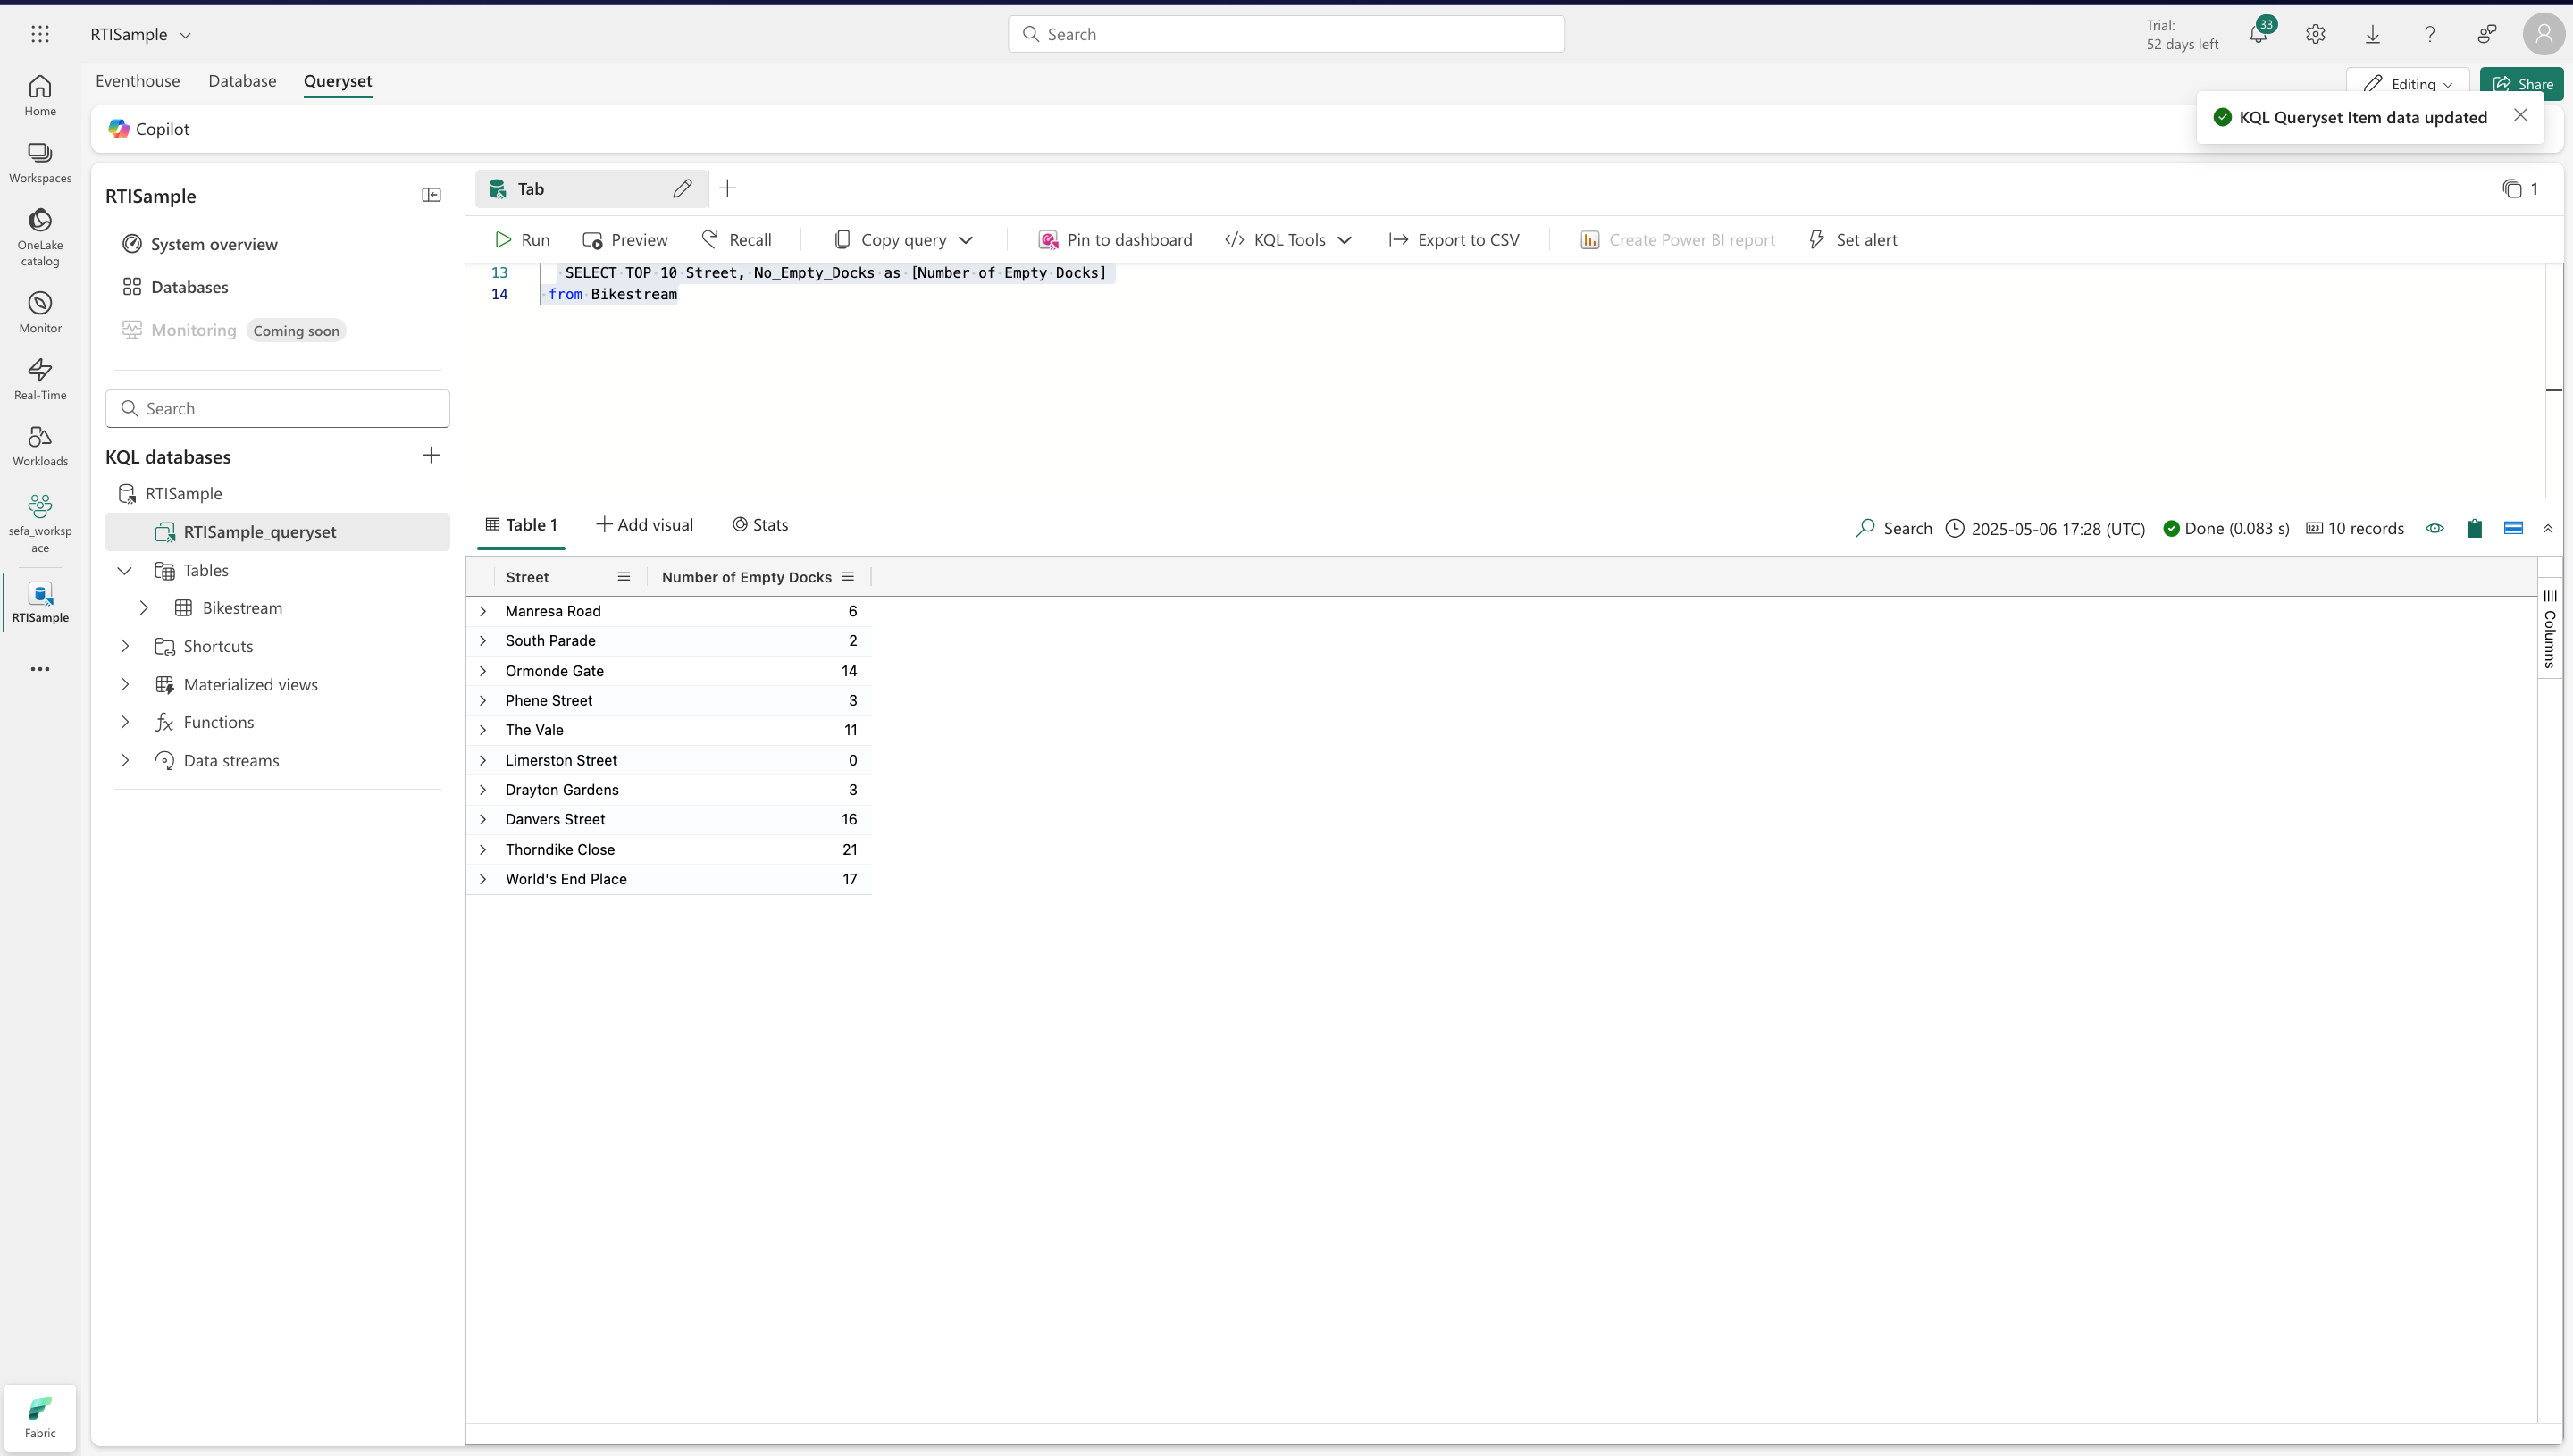 RTISample
Search
Trial:
52 days left
33
Home
Workspaces
OneLake
catalog
Monitor
Real-Time
Workloads
sefa_worksp
ace
RTISample
Fabric
Eventhouse
Database
Queryset
Editing
Share
Copilot
KQL Queryset Item data updated
RTISample
System overview
Databases
Monitoring
Coming soon
Search
KQL databases
RTISample
RTISample_queryset
Tables
Bikestream
Shortcuts
Materialized views
Functions
Data streams
Tab
1
Run
Preview
Recall
Copy query
Pin to dashboard
KQL Tools
Export to CSV
Create Power BI report
Set alert
13 SELECT TOP 10 Street, No_Empty_Docks as [Number of Empty Docks]
14 from Bikestream
Table 1
Add visual
Stats
Search
2025-05-06 17:28 (UTC)
Done (0.083 s)
10 records
Street Number of Empty Docks
Manresa Road 6
South Parade 2
Ormonde Gate 14
Phene Street 3
The Vale 11
Limerston Street 0
Drayton Gardens 3
Danvers Street 16
Thorndike Close 21
World's End Place 17
Columns